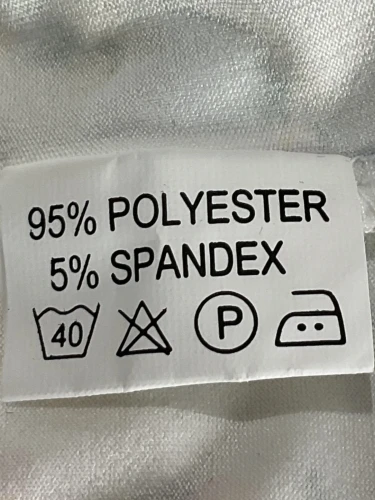 95% POLYESTER
5% SPANDEX
40 P